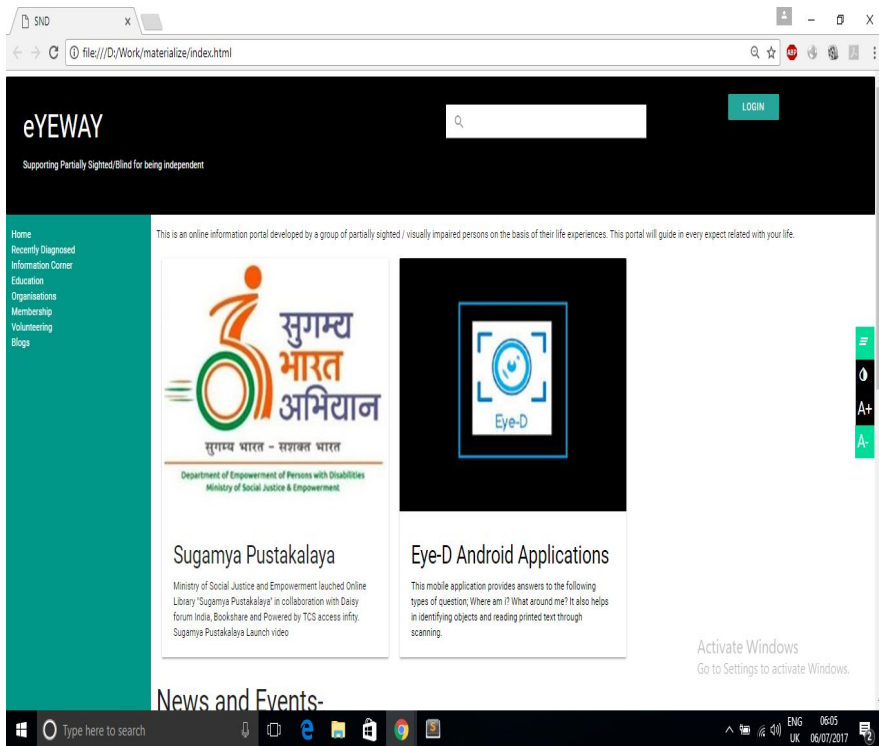 SND
file:///D:/Work/materialize/index.html
ABP
eYEWAY
Supporting Partially Sighted/Blind for being independent
LOGIN
Home
Recently Diagnosed
Information Corner
Education
Organisations
Membership
Volunteering
Blogs
This is an online information portal developed by a group of partially sighted / visually impaired persons on the basis of their life experiences. This portal will guide in every expect related with your life.
सुगम्य
भारत
अभियान
सुगम्य भारत - सशक्त भारत
Department of Empowerment of Persons with Disabilities
Ministry of Social Justice & Empowerment
Sugamya Pustakalaya
Ministry of Social Justice and Empowerment lauched Online
Library "Sugamya Pustakalaya" in collaboration with Daisy
forum India, Bookshare and Powered by TCS access infity.
Sugamya Pustakalaya Launch video
Eye-D
Eye-D Android Applications
This mobile application provides answers to the following
types of question; Where am i? What around me? It also helps
in identifying objects and reading printed text through
scanning.
A+
A-
Activate Windows
Go to Settings to activate Windows.
News and Events-
Type here to search
ENG
UK
06:05
06/07/2017
2